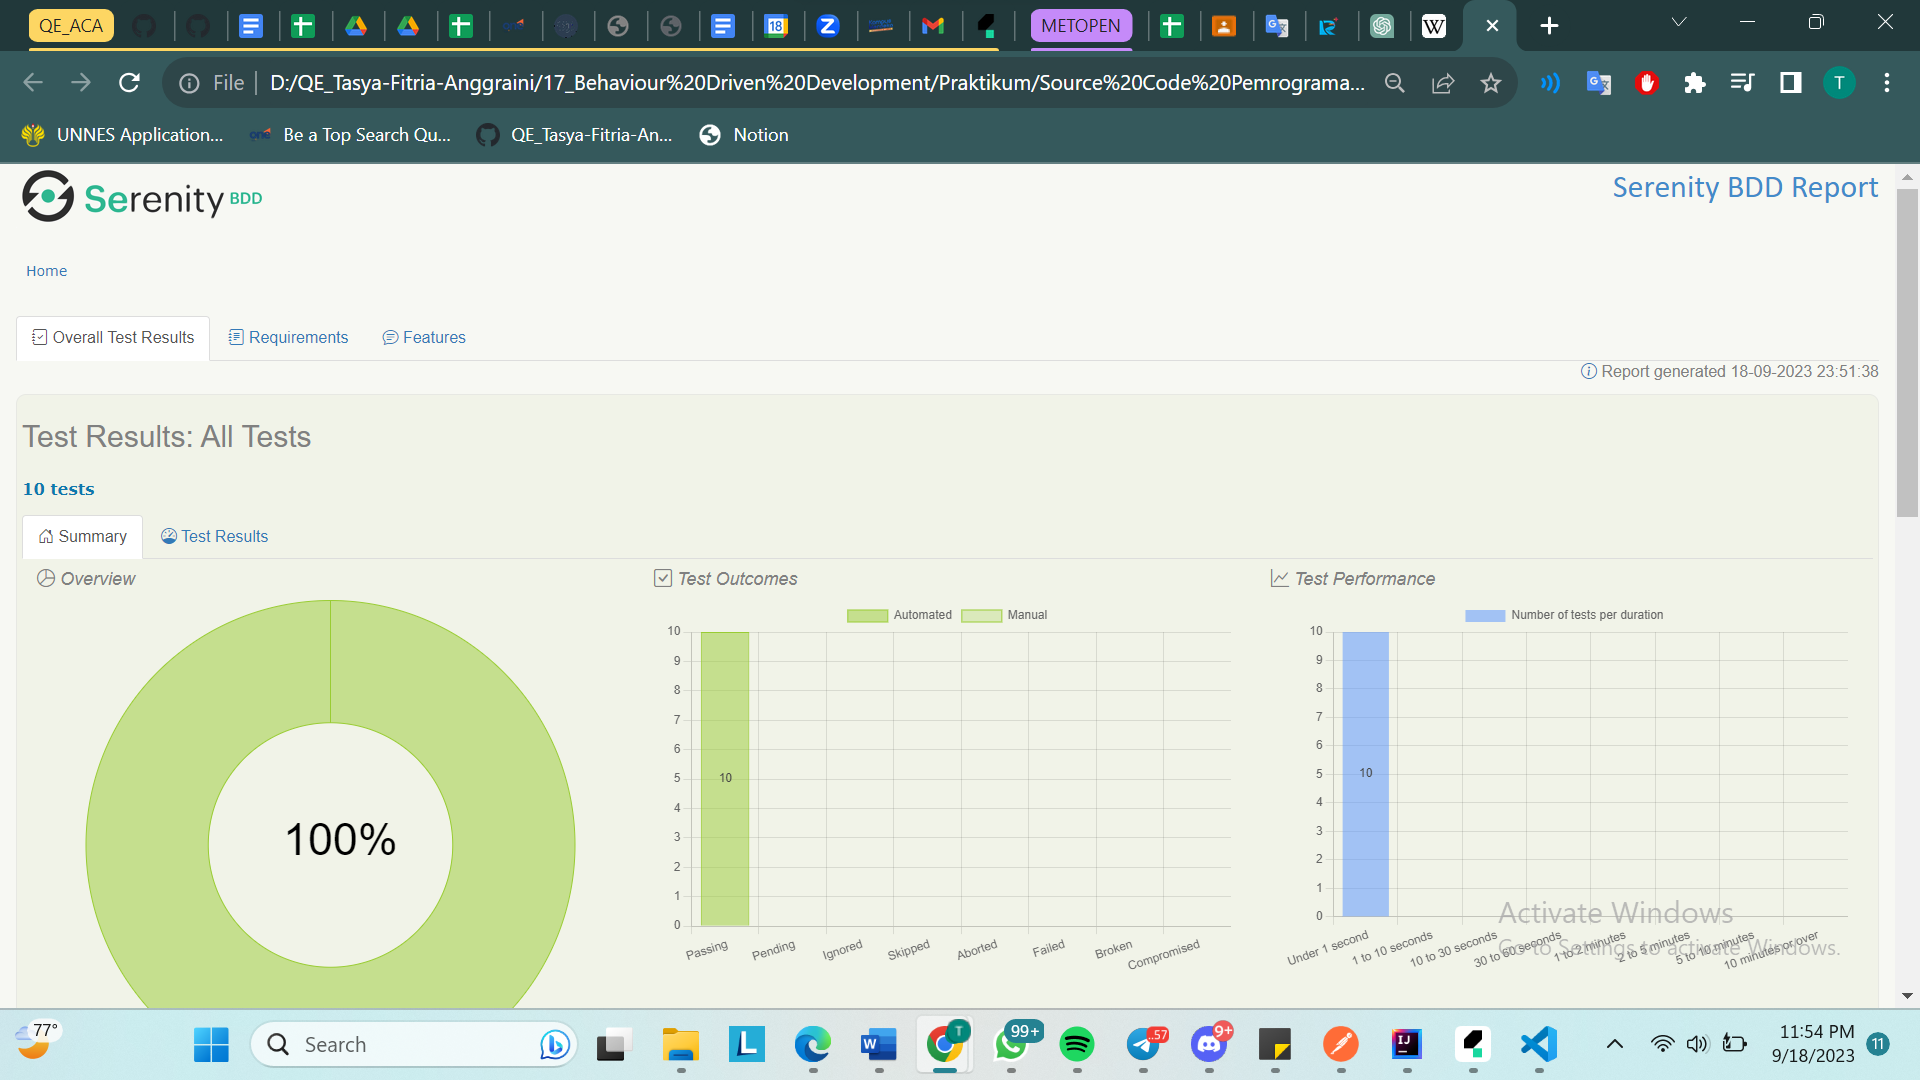 QE_ACA
18
METOPEN
File
D:/QE_Tasya-Fitria-Anggraini/17_Behaviour%20Driven%20Development/Praktikum/Source%20Code%20Pemrograma...
T
UNNES Application...
one
Be a Top Search Qu...
QE_Tasya-Fitria-An...
Notion
Serenity BDD
Serenity BDD Report
Home
Overall Test Results
Requirements
Features
Report generated 18-09-2023 23:51:38
Test Results: All Tests
10 tests
Summary
Test Results
Overview
100%
Test Outcomes
Automated
Manual
10
9
8
7
6
5
4
3
2
1
0
10
Passing
Pending
Ignored
Skipped
Aborted
Failed
Broken
Compromised
Test Performance
Number of tests per duration
10
9
8
7
6
5
4
3
2
1
0
10
Under 1 second
1 to 10 seconds
10 to 30 seconds
30 to 60 seconds
1 to 2 minutes
2 to 5 minutes
5 to 10 minutes
10 minutes or over
Activate Windows
Go to Settings to activate Windows.
77°
Search
L
W
T
99+
..57
9+
IJ
11:54 PM
9/18/2023
11